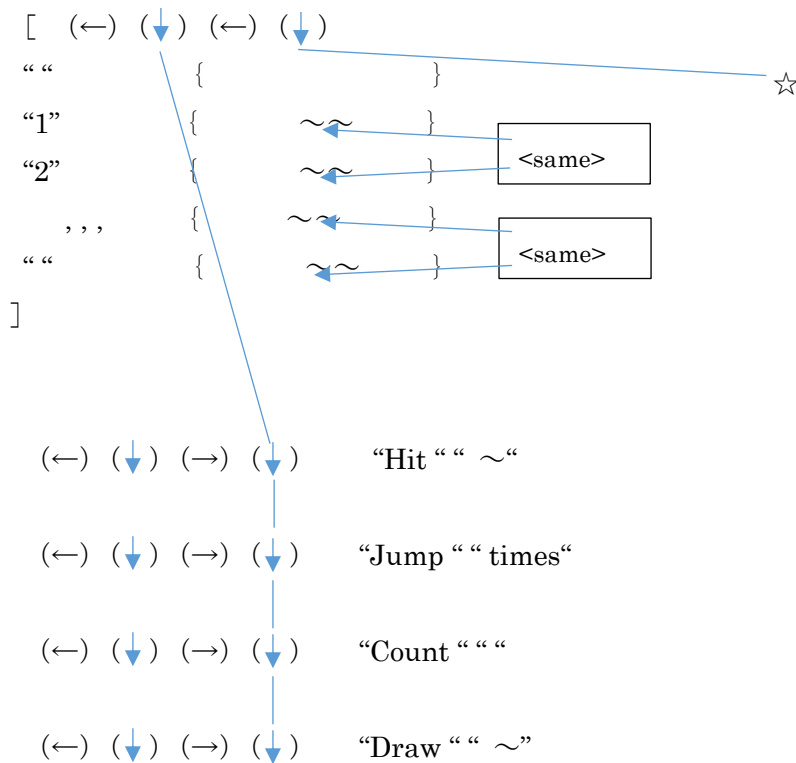 [ (←) (↓) (←) (↓)
“ “ { } ☆
“1” { ～～ } <same>
“2” { ～～ }
, , , { ～～ } <same>
“ “ { ～～ }
]
(←) (↓) (→) (↓) “Hit “ “ ～“
(←) (↓) (→) (↓) “Jump “ “ times“
(←) (↓) (→) (↓) “Count “ “ “
(←) (↓) (→) (↓) “Draw “ “ ～”